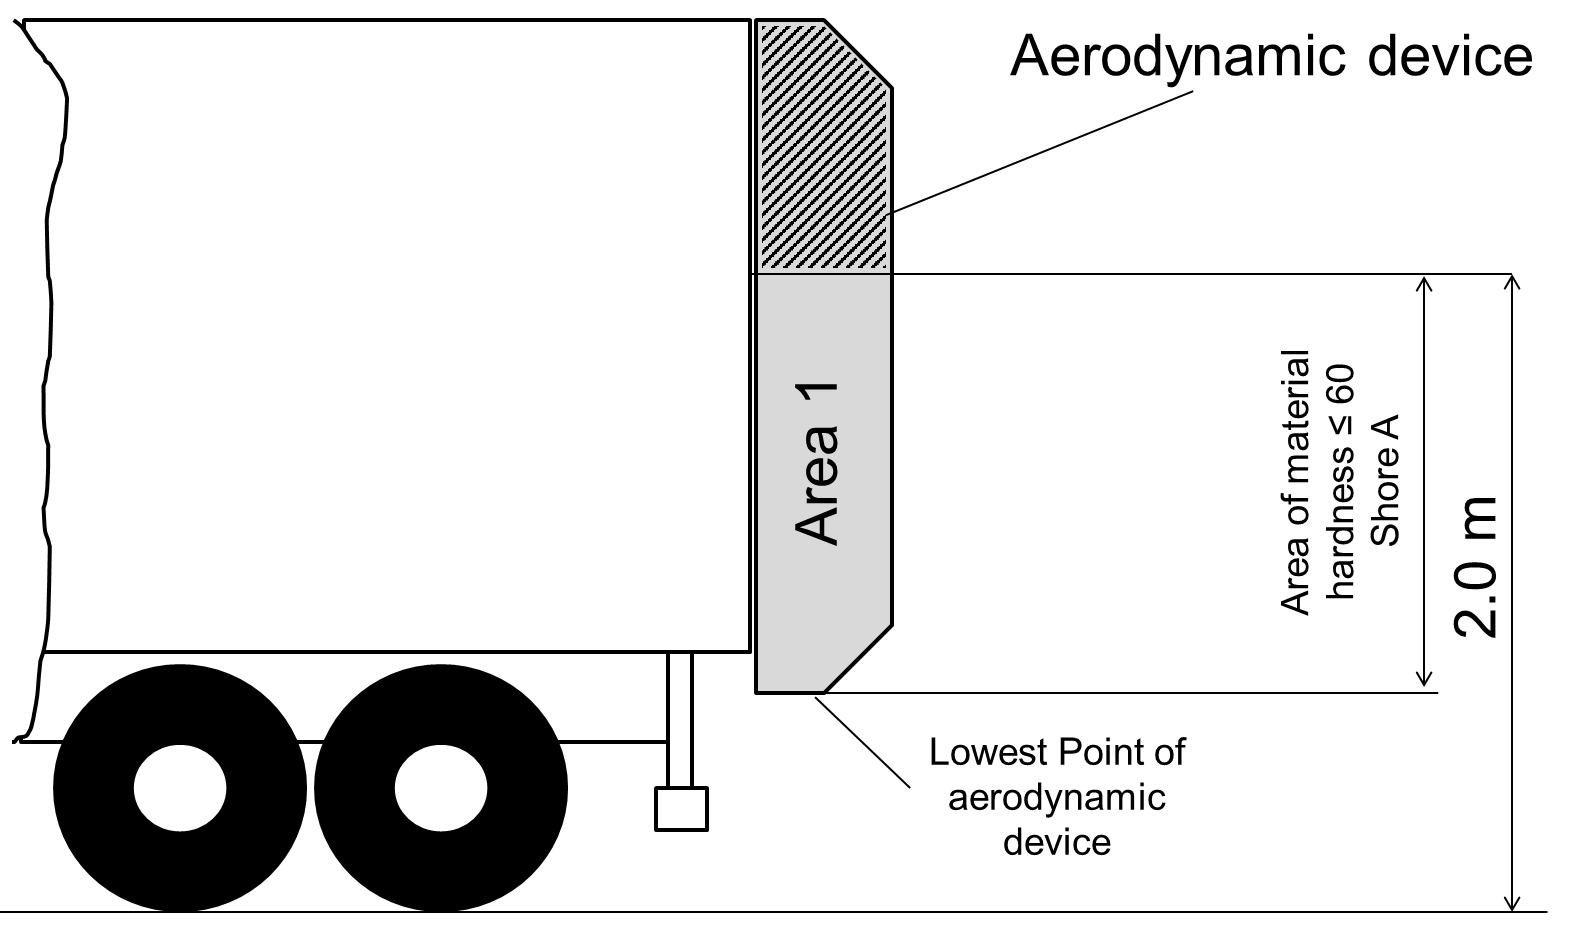 Aerodynamic device
Area 1
Area of material
hardness ≤ 60
Shore A
2.0 m
Lowest Point of
aerodynamic
device